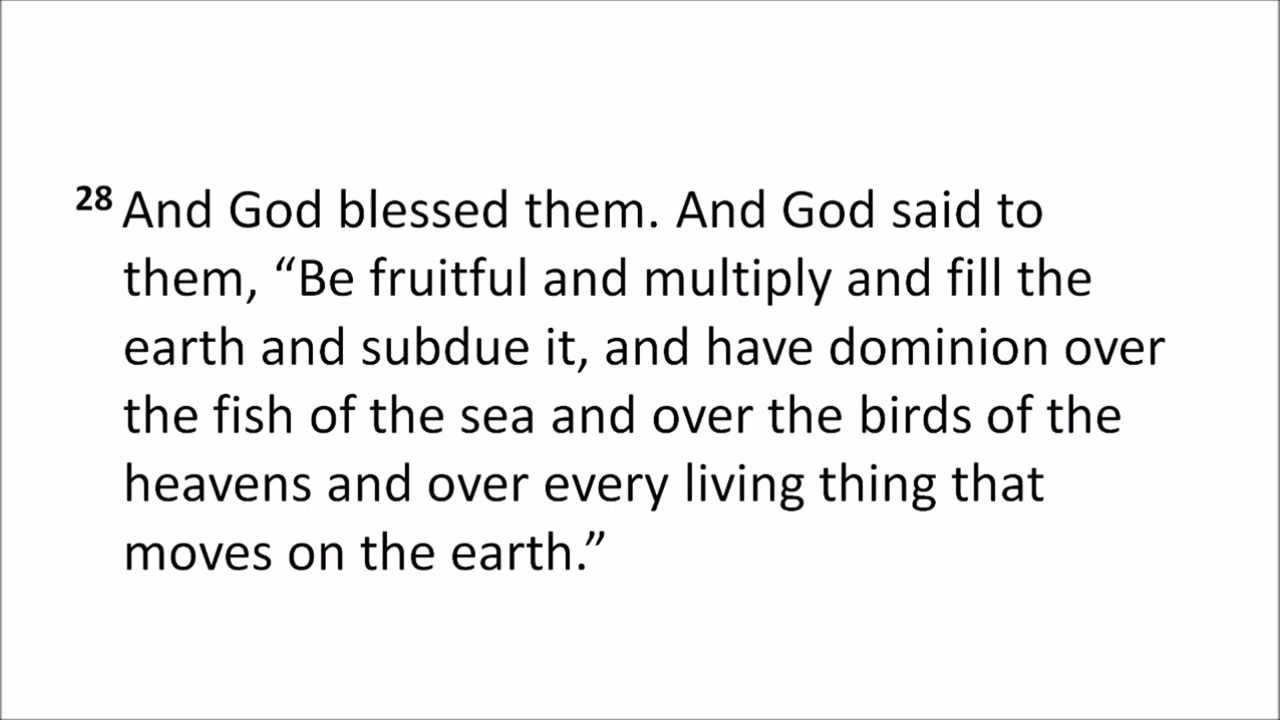 28 And God blessed them. And God said to
them, “Be fruitful and multiply and fill the
earth and subdue it, and have dominion over
the fish of the sea and over the birds of the
heavens and over every living thing that
moves on the earth.”